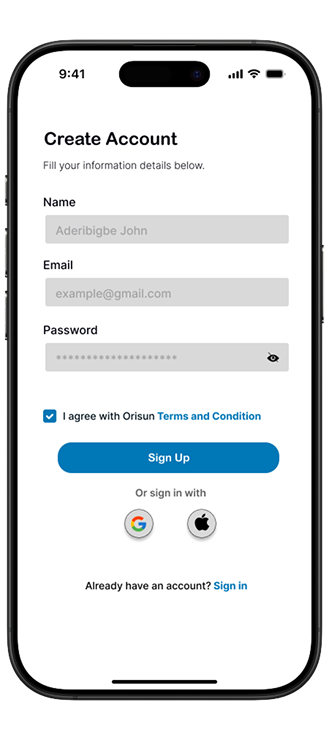 9:41
Create Account
Fill your information details below.
Name
Aderibigbe John
Email
example@gmail.com
Password
********************
I agree with Orisun Terms and Condition
Sign Up
Or sign in with
Already have an account? Sign in